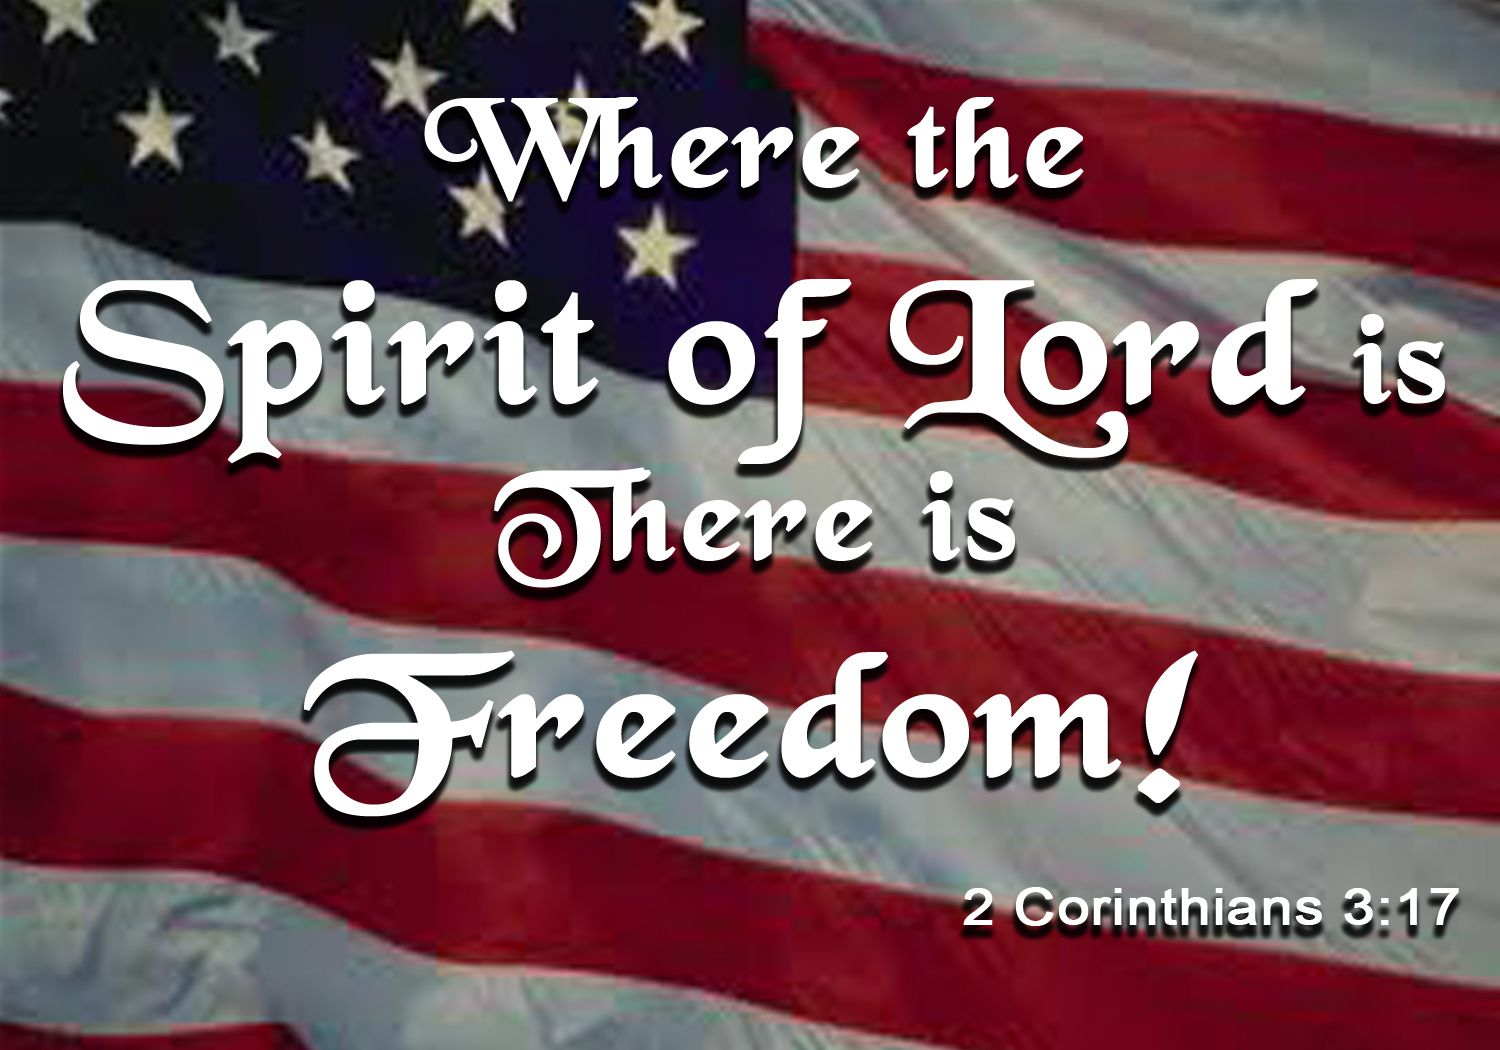 Where the
Spirit of Lord is
There is
Freedom!
2 Corinthians 3:17